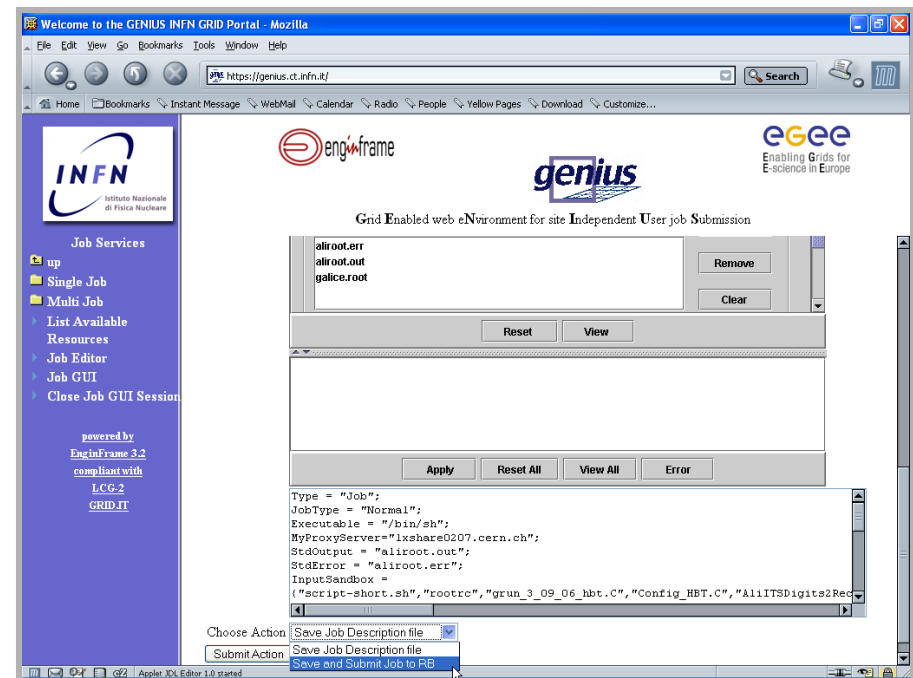 Welcome to the GENIUS INFN GRID Portal - Mozilla
File Edit View Go Bookmarks Tools Window Help
https://genius.ct.infn.it/
Search
Home Bookmarks Instant Message WebMail Calendar Radio People Yellow Pages Download Customize...
INFN
Istituto Nazionale
di Fisica Nucleare
enginframe
genius
egee
Enabling Grids for
E-science in Europe
Grid Enabled web eNvironment for site Independent User job Submission
Job Services
up
Single Job
Multi Job
List Available
Resources
Job Editor
Job GUI
Close Job GUI Session
powered by
EnginFrame 3.2
compliant with
LCG-2
GRID.IT
aliroot.err
aliroot.out
galice.root
Remove
Clear
Reset View
Apply Reset All View All Error
Type = "Job";
JobType = "Normal";
Executable = "/bin/sh";
MyProxyServer="lxshare0207.cern.ch";
StdOutput = "aliroot.out";
StdError = "aliroot.err";
InputSandbox =
{"script-short.sh","rootrc","grun_3_09_06_hbt.C","Config_HBT.C","AliITSDigits2Rec
Choose Action Save Job Description file
Submit Action
Save Job Description file
Save and Submit Job to RB
Applet JDL Editor 1.0 started